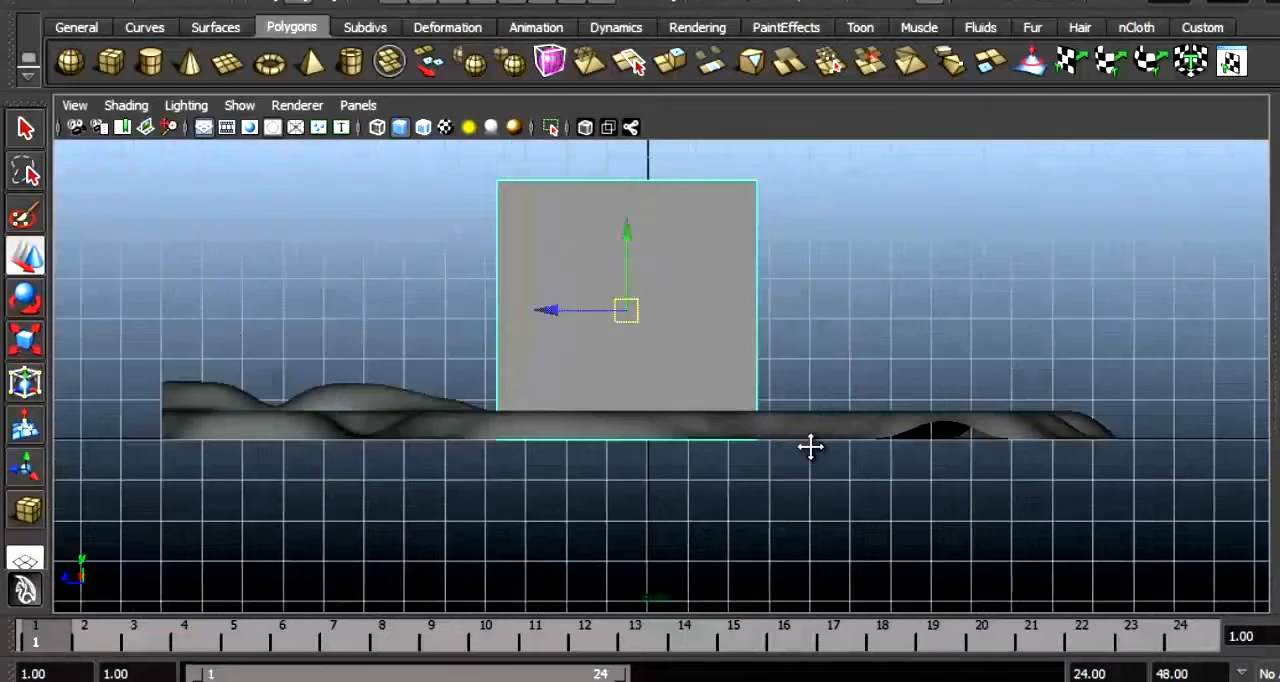 General Curves Surfaces Polygons Subdivs Deformation Animation Dynamics Rendering PaintEffects Toon Muscle Fluids Fur Hair nCloth Custom
View Shading Lighting Show Renderer Panels
y
1 2 3 4 5 6 7 8 9 10 11 12 13 14 15 16 17 18 19 20 21 22 23 24
1 1.00
1.00 1.00 1 24 24.00 48.00 No